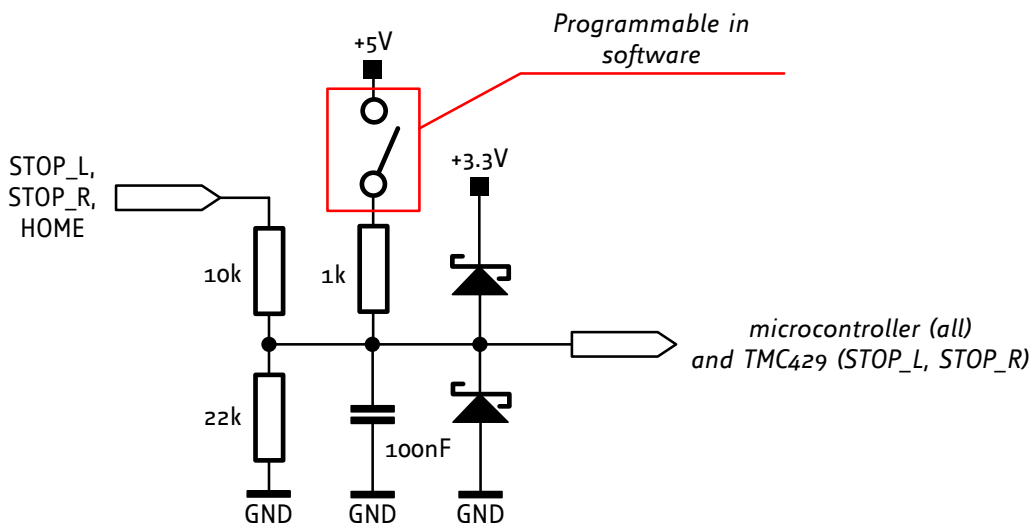 Programmable in
software
+5V
+3.3V
STOP_L,
STOP_R,
HOME
10k
1k
microcontroller (all)
and TMC429 (STOP_L, STOP_R)
22k
100nF
GND
GND
GND